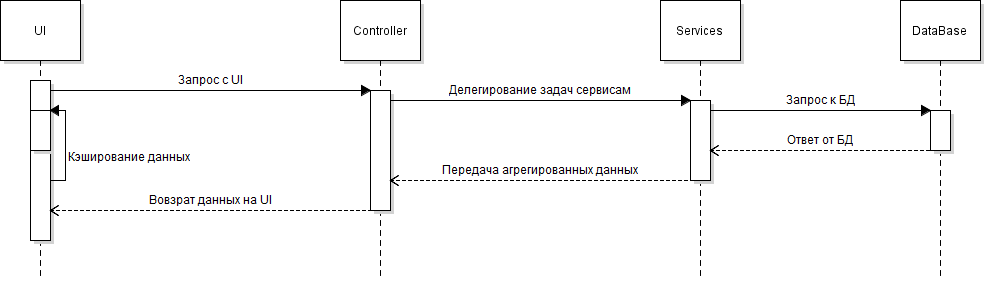 UI
Controller
Services
DataBase
Запрос с UI
Делегирование задач сервисам
Запрос к БД
Ответ от БД
Кэширование данных
Передача агрегированных данных
Вовзрат данных на UI